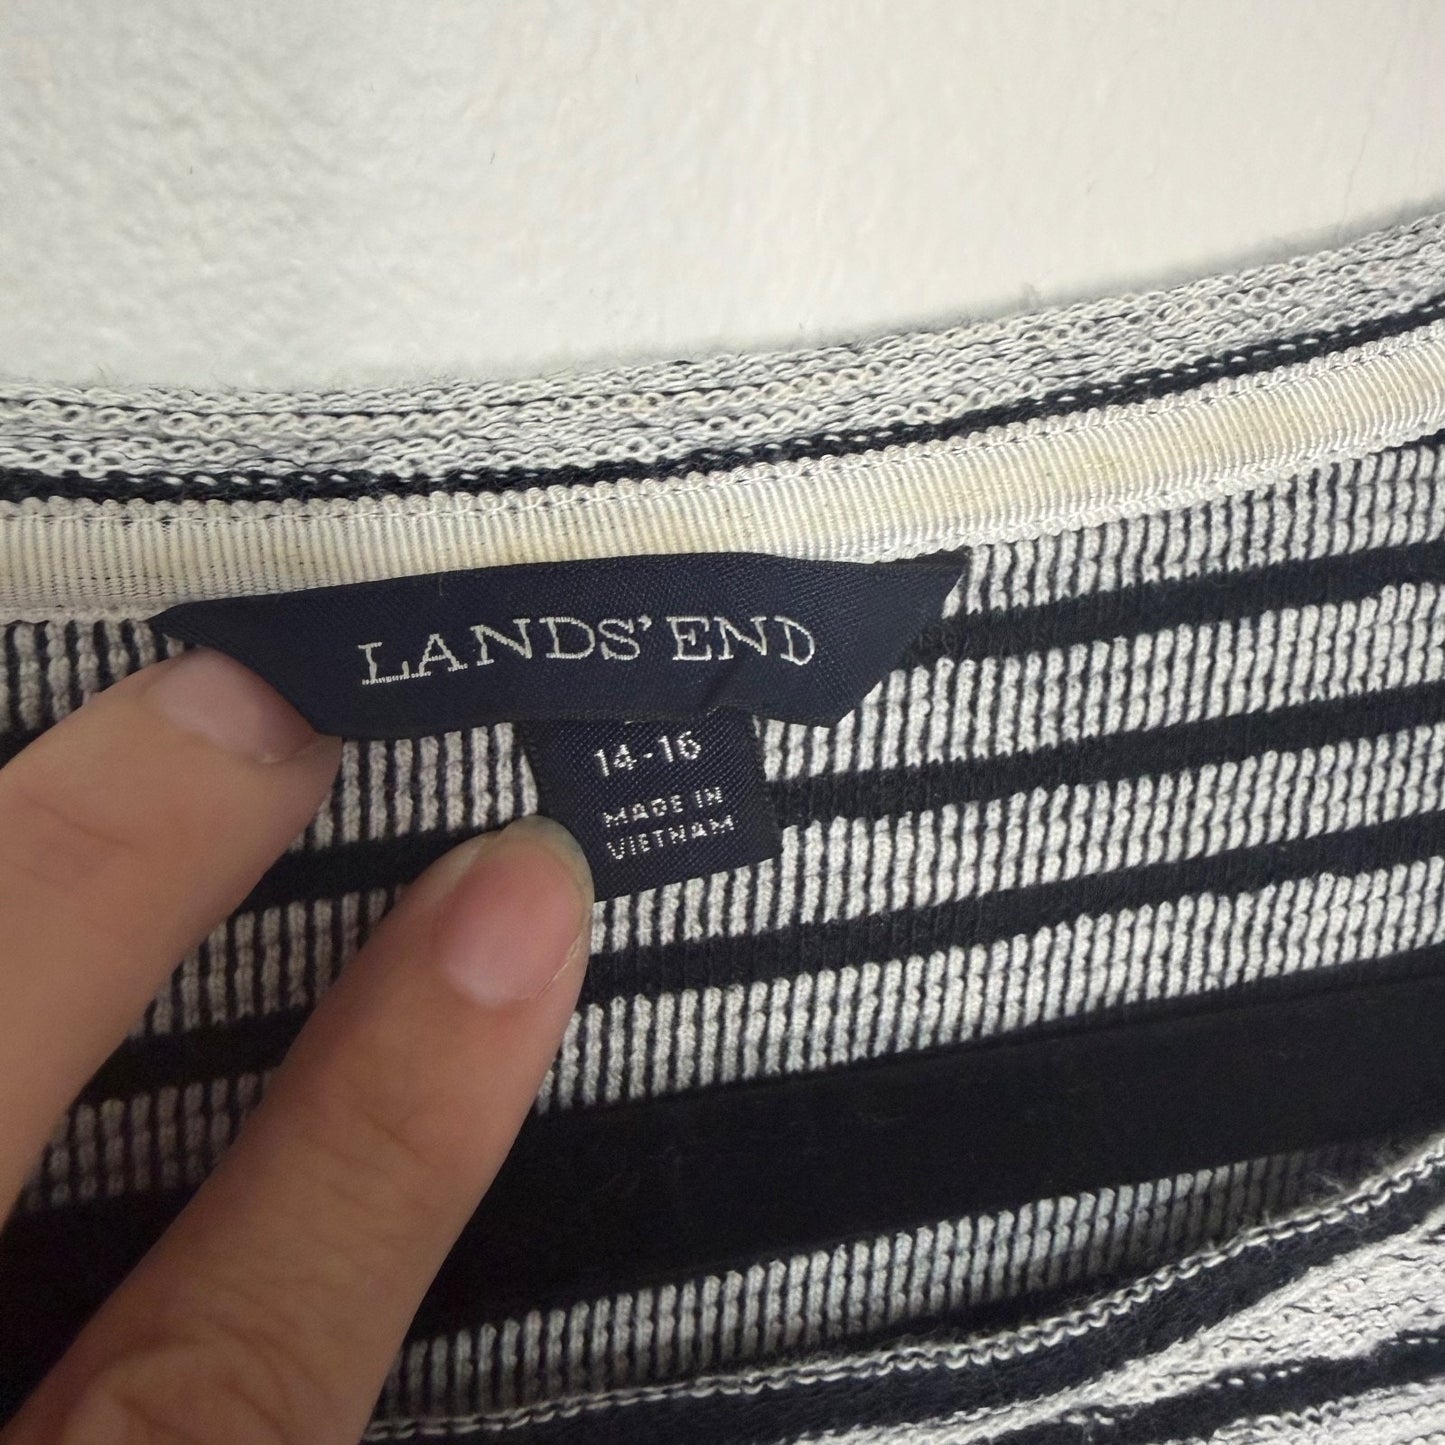 LANDS' END
14-16
MADE IN
VIETNAM